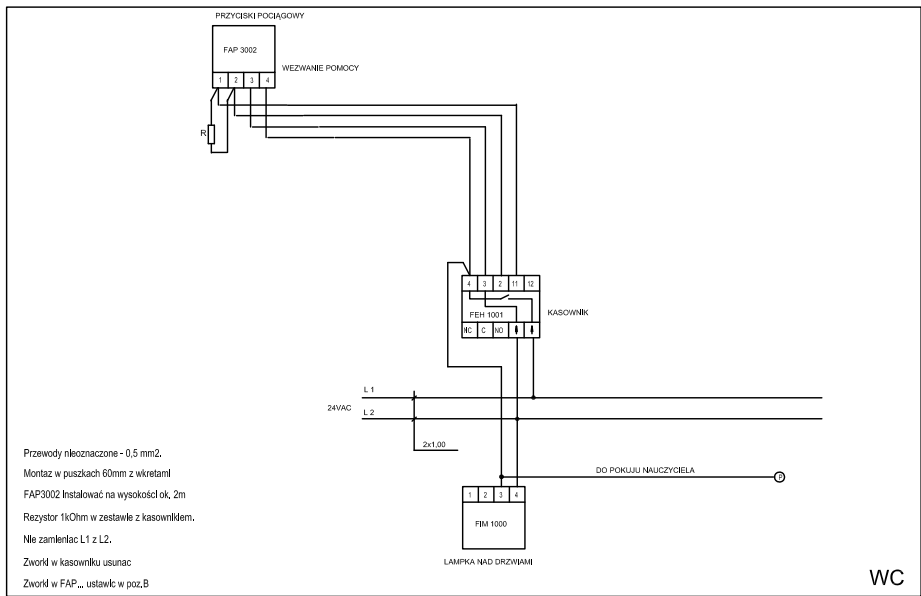 PRZYCISKI POCIĄGOWY
FAP 3002
WEZWANIE POMOCY
1 2 3 4
R
4 3 2 11 12
FEH 1001
KASOWNIK
NC C NO
L 1
24VAC
L 2
2x1,00
DO POKUJU NAUCZYCIELA
P
1 2 3 4
FIM 1000
LAMPKA NAD DRZWIAMI
Przewody nieoznaczone - 0,5 mm2.
Montaz w puszkach 60mm z wkretami
FAP3002 Instalować na wysokości ok. 2m
Rezystor 1kOhm w zestawie z kasownikiem.
Nie zamieniac L1 z L2.
Zworki w kasowniku usunac
Zworki w FAP... ustawic w poz.B
WC